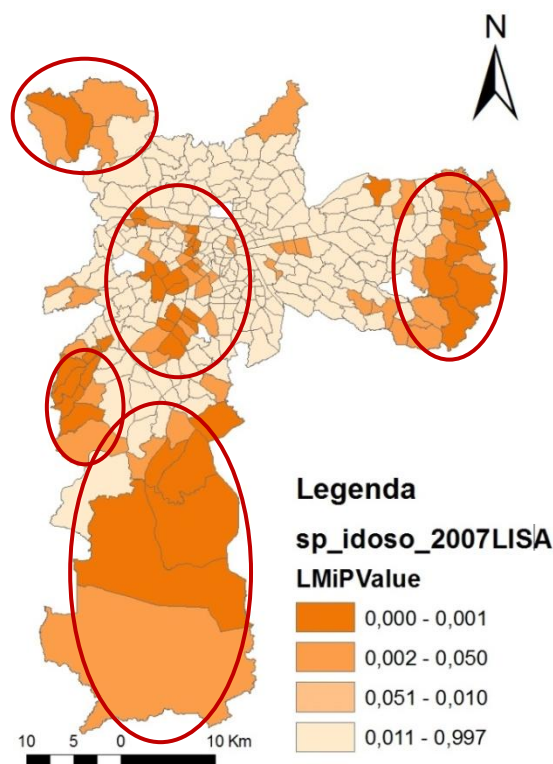 N
Legenda
sp_idoso_2007LISA
LMiPValue
0,000 - 0,001
0,002 - 0,050
0,051 - 0,010
0,011 - 0,997
10 5 0 10 Km